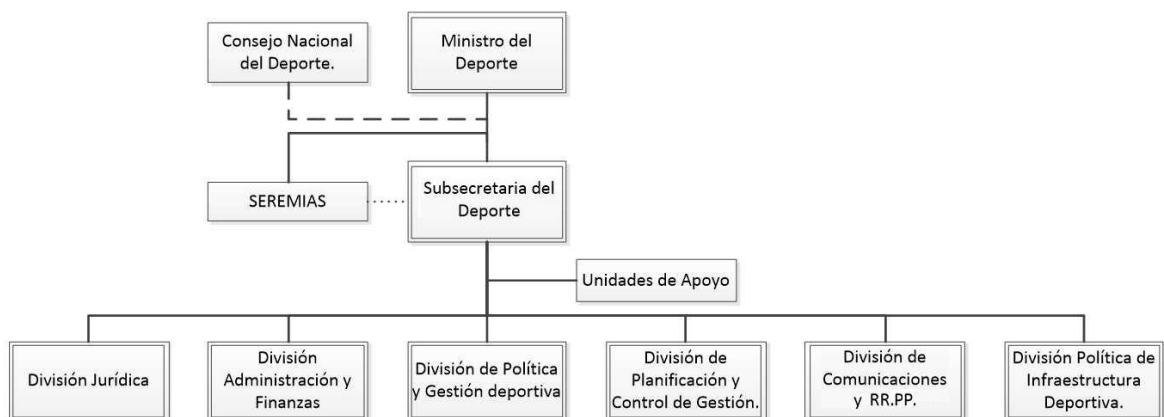 Consejo Nacional
del Deporte.
Ministro del
Deporte
SEREMIAS
Subsecretaria del
Deporte
Unidades de Apoyo
División Jurídica
División
Administración y
Finanzas
División de Política
y Gestión deportiva
División de
Planificación y
Control de Gestión.
División de
Comunicaciones
y RR.PP.
División Política de
Infraestructura
Deportiva.